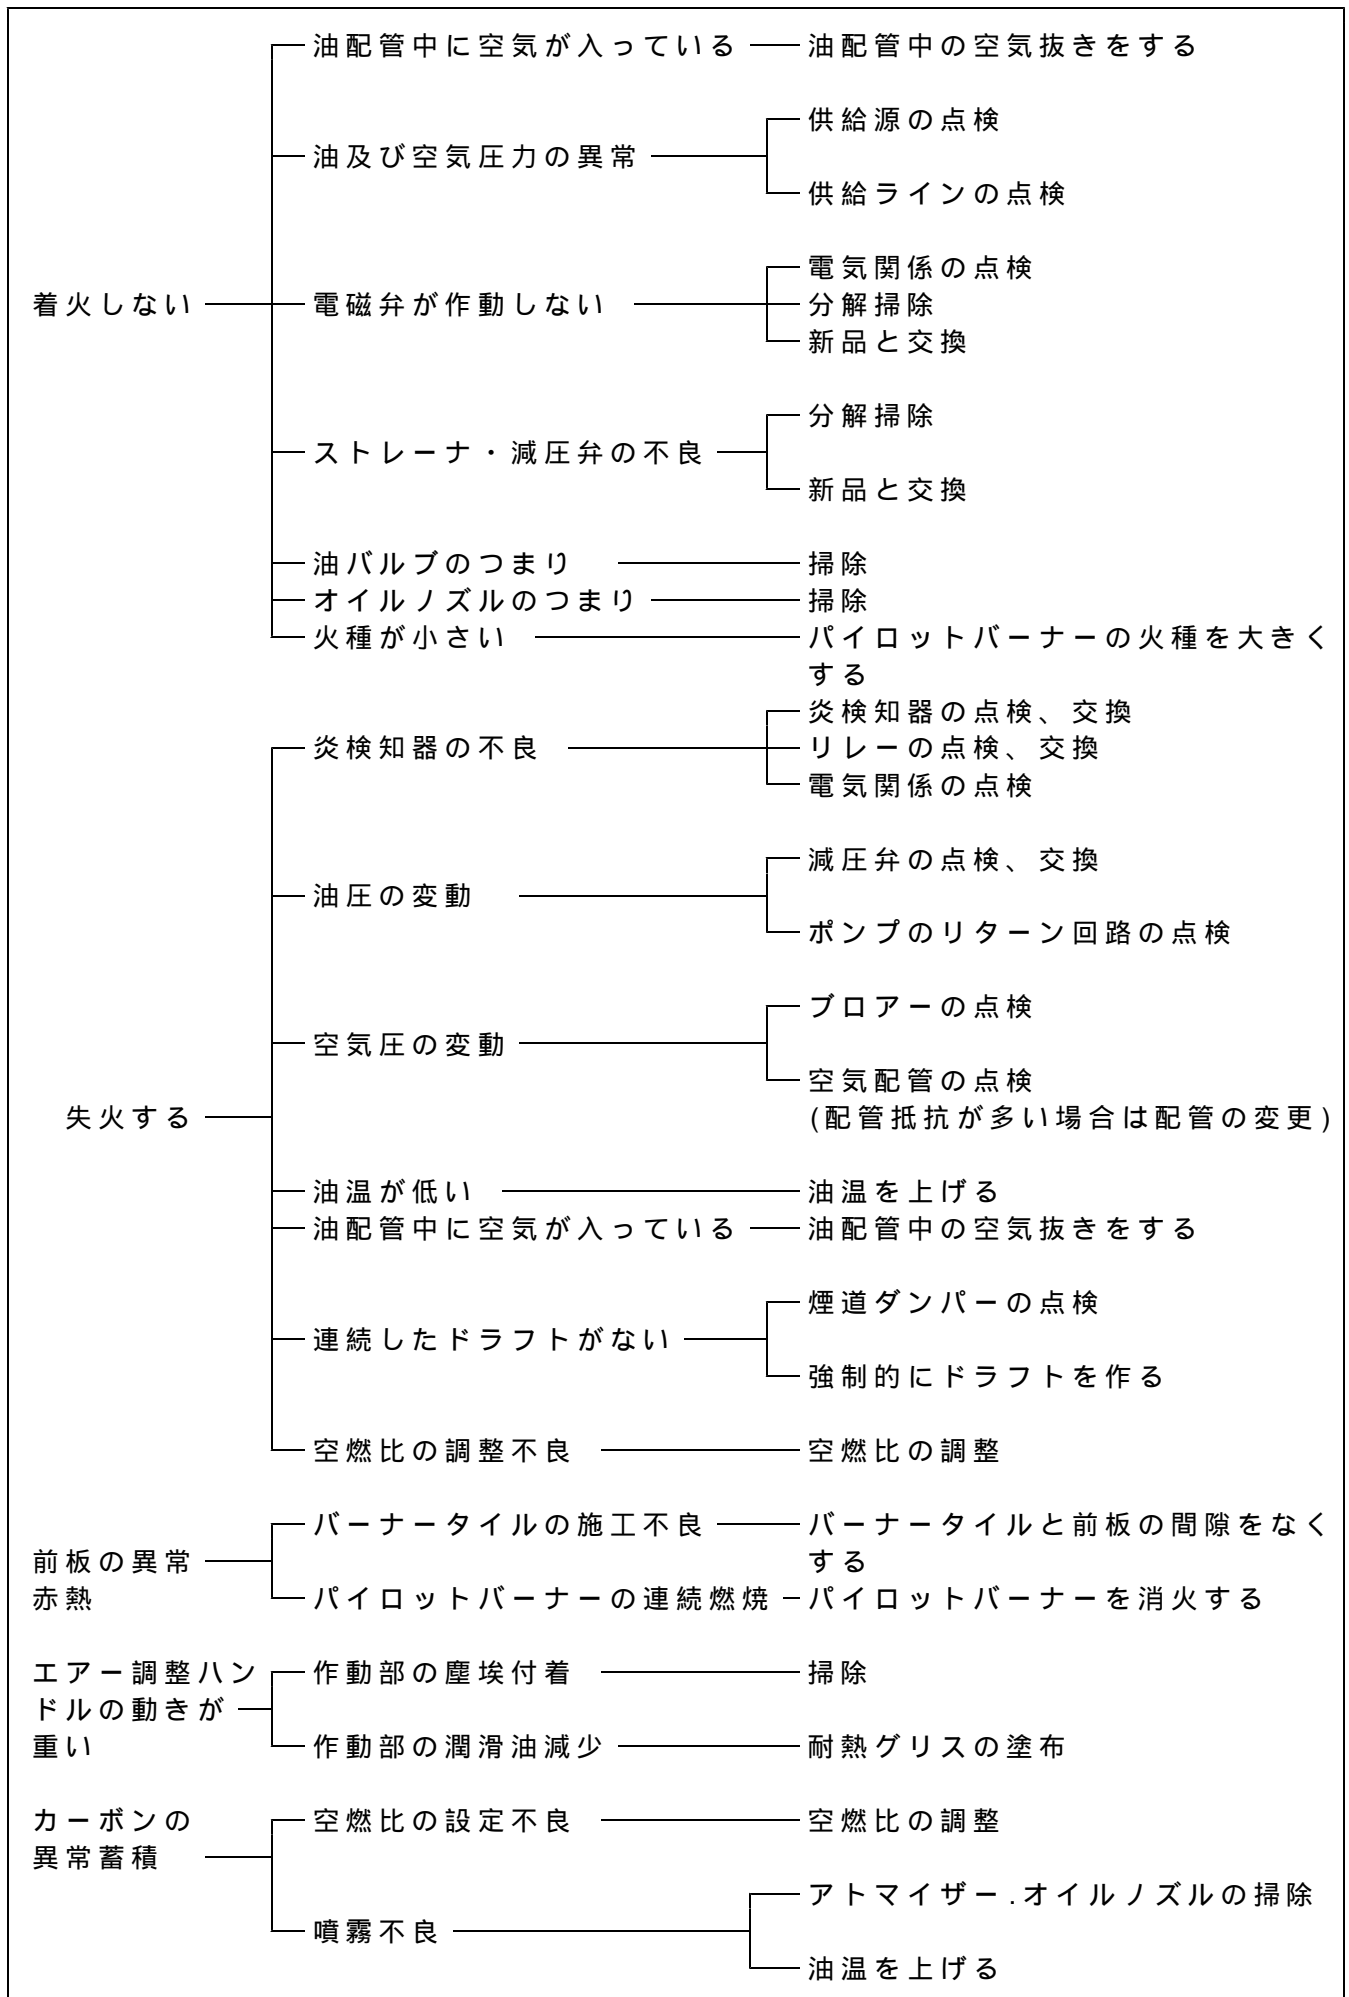 油配管中に空気が入っている 油配管中の空気抜きをする
供給源の点検
油及び空気圧力の異常
供給ラインの点検
電気関係の点検
着火しない 電磁弁が作動しない 分解掃除
新品と交換
分解掃除
ストレーナ・減圧弁の不良
新品と交換
油バルブのつまり 掃除
オイルノズルのつまり 掃除
火種が小さい パイロットバーナーの火種を大きく
する
炎検知器の点検、交換
炎検知器の不良 リレーの点検、交換
電気関係の点検
減圧弁の点検、交換
油圧の変動
ポンプのリターン回路の点検
ブロアーの点検
空気圧の変動
空気配管の点検
失火する (配管抵抗が多い場合は配管の変更)
油温が低い 油温を上げる
油配管中に空気が入っている 油配管中の空気抜きをする
煙道ダンパーの点検
連続したドラフトがない
強制的にドラフトを作る
空燃比の調整不良 空燃比の調整
バーナータイルの施工不良 バーナータイルと前板の間隙をなく
前板の異常 する
赤熱 パイロットバーナーの連続燃焼 パイロットバーナーを消火する
エアー調整ハン 作動部の塵埃付着 掃除
ドルの動きが
重い 作動部の潤滑油減少 耐熱グリスの塗布
カーボンの 空燃比の設定不良 空燃比の調整
異常蓄積
アトマイザー.オイルノズルの掃除
噴霧不良
油温を上げる